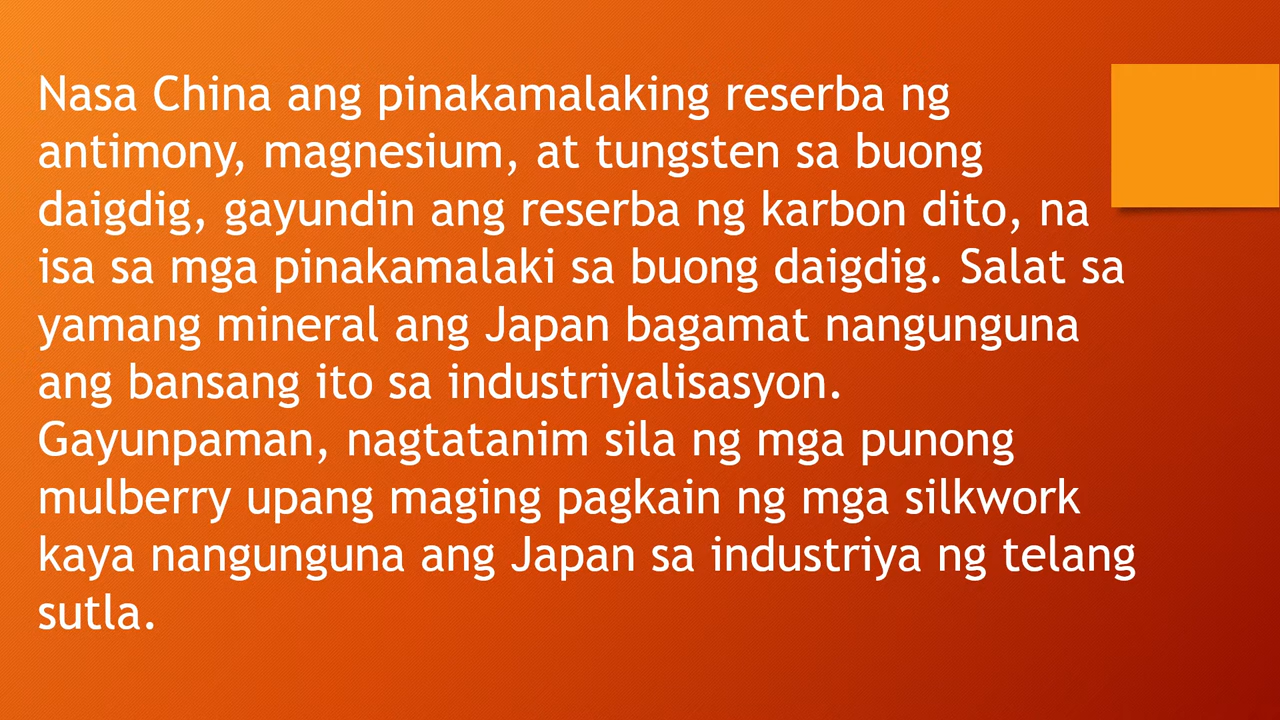 Nasa China ang pinakamalaking reserba ng
antimony, magnesium, at tungsten sa buong
daigdig, gayundin ang reserba ng karbon dito, na
isa sa mga pinakamalaki sa buong daigdig. Salat sa
yamang mineral ang Japan bagamat nangunguna
ang bansang ito sa industriyalisasyon.
Gayunpaman, nagtatanim sila ng mga punong
mulberry upang maging pagkain ng mga silkwork
kaya nangunguna ang Japan sa industriya ng telang
sutla.